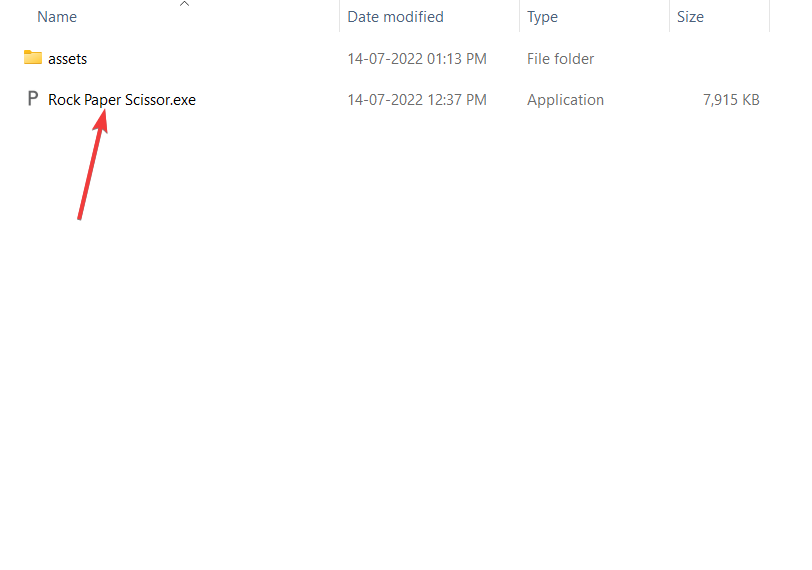 Name Date modified Type Size
assets 14-07-2022 01:13 PM File folder
P Rock Paper Scissor.exe 14-07-2022 12:37 PM Application 7,915 KB